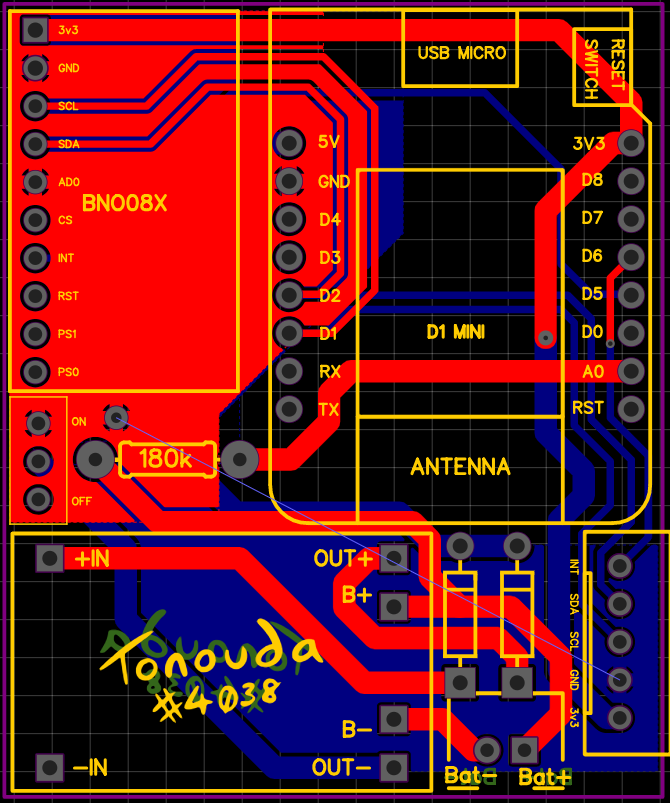 3v3
GND
SCL
SDA
AD0
CS
INT
RST
PS1
PS0
BNO08X
USB MICRO
RESET
SWITCH
5V
GND
D4
D3
D2
D1
RX
TX
3V3
D8
D7
D6
D5
D0
A0
RST
D1 MINI
ANTENNA
ON
OFF
180k
+IN
-IN
OUT+
B+
B-
OUT-
Tonouda
#4038
INT
SDA
SCL
GND
3v3
Bat-
Bat+